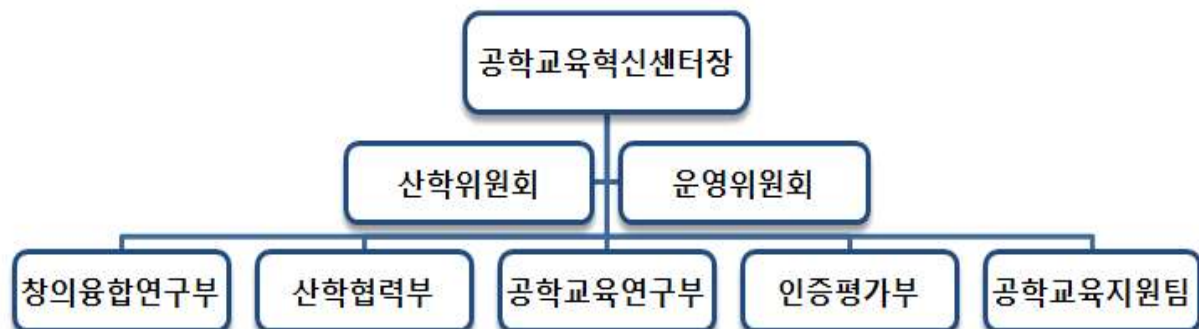 공학교육혁신센터장
산학위원회
운영위원회
창의융합연구부
산학협력부
공학교육연구부
인증평가부
공학교육지원팀